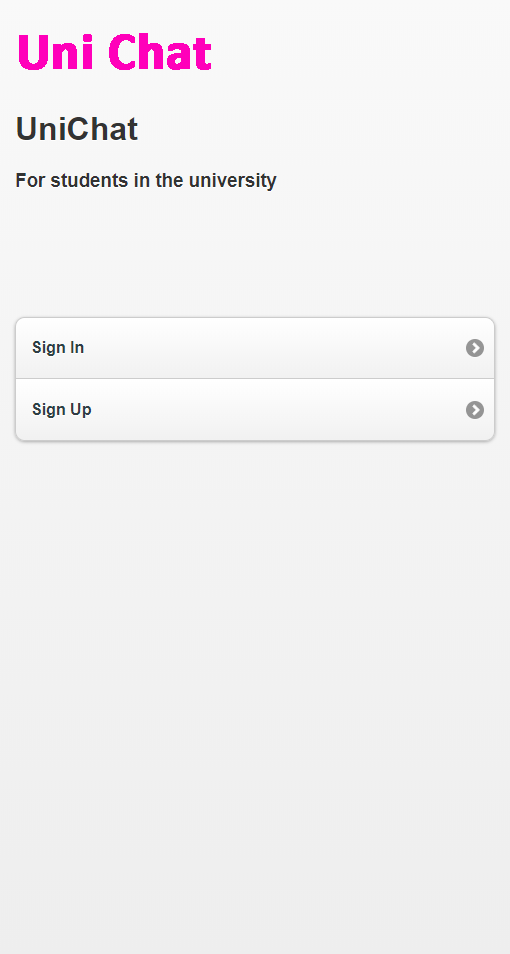 Uni Chat
UniChat
For students in the university
Sign In
Sign Up